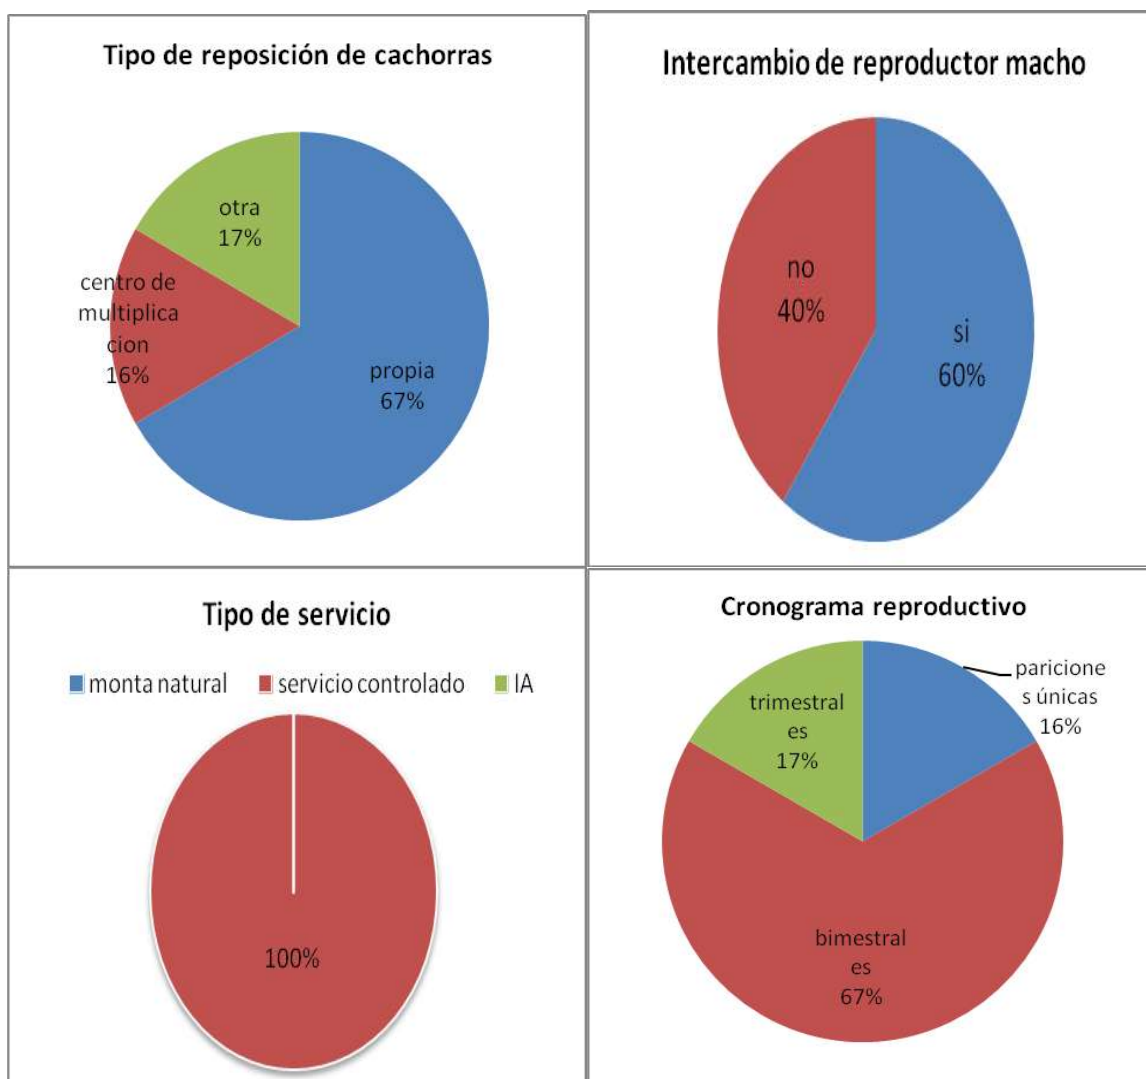 Tipo de reposición de cachorras
otra
17%
centro de
multiplica
cion
16%
propia
67%
Intercambio de reproductor macho
no
40%
si
60%
Tipo de servicio
monta natural servicio controlado IA
100%
Cronograma reproductivo
paricione
s únicas
16%
trimestral
es
17%
bimestral
es
67%